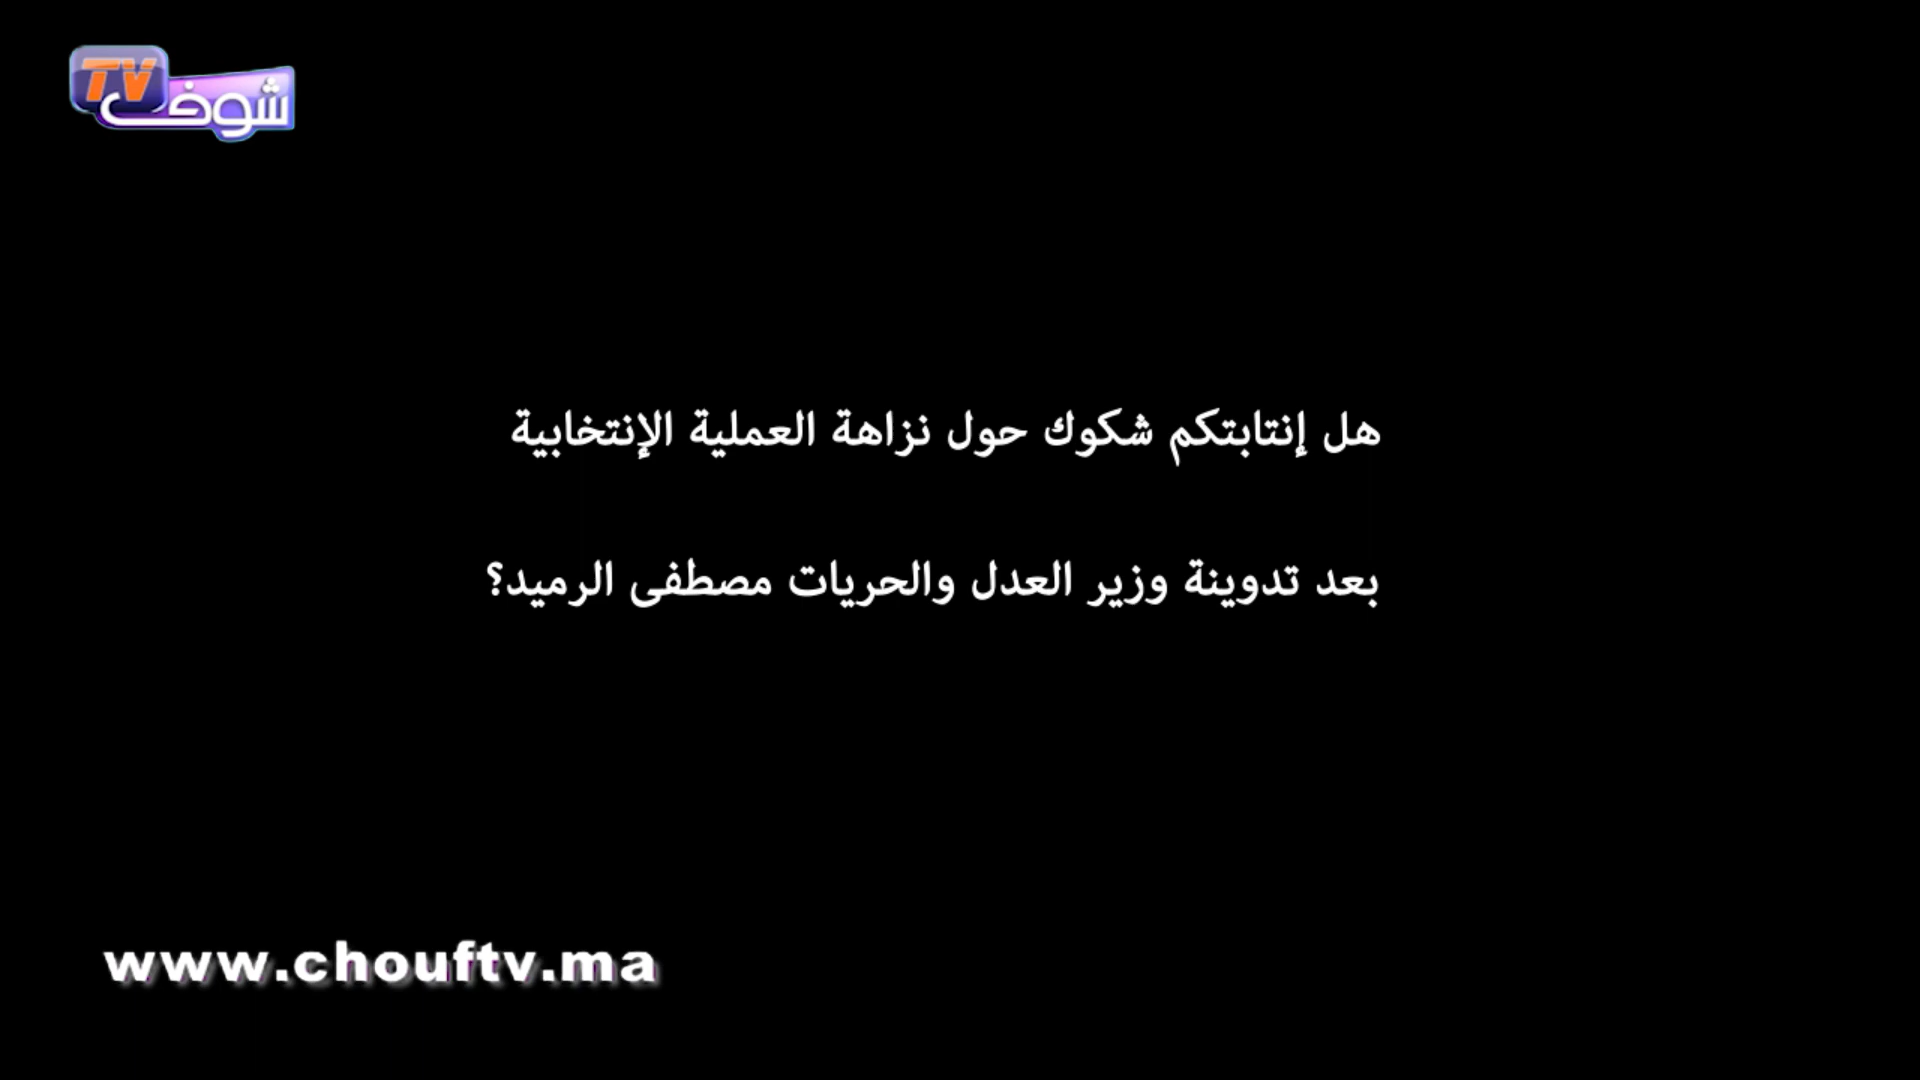 TV شوف
هل إنتابتكم شكوك حول نزاهة العملية الإنتخابية
بعد تدوينة وزير العدل والحريات مصطفى الرميد؟
www.chouftv.ma